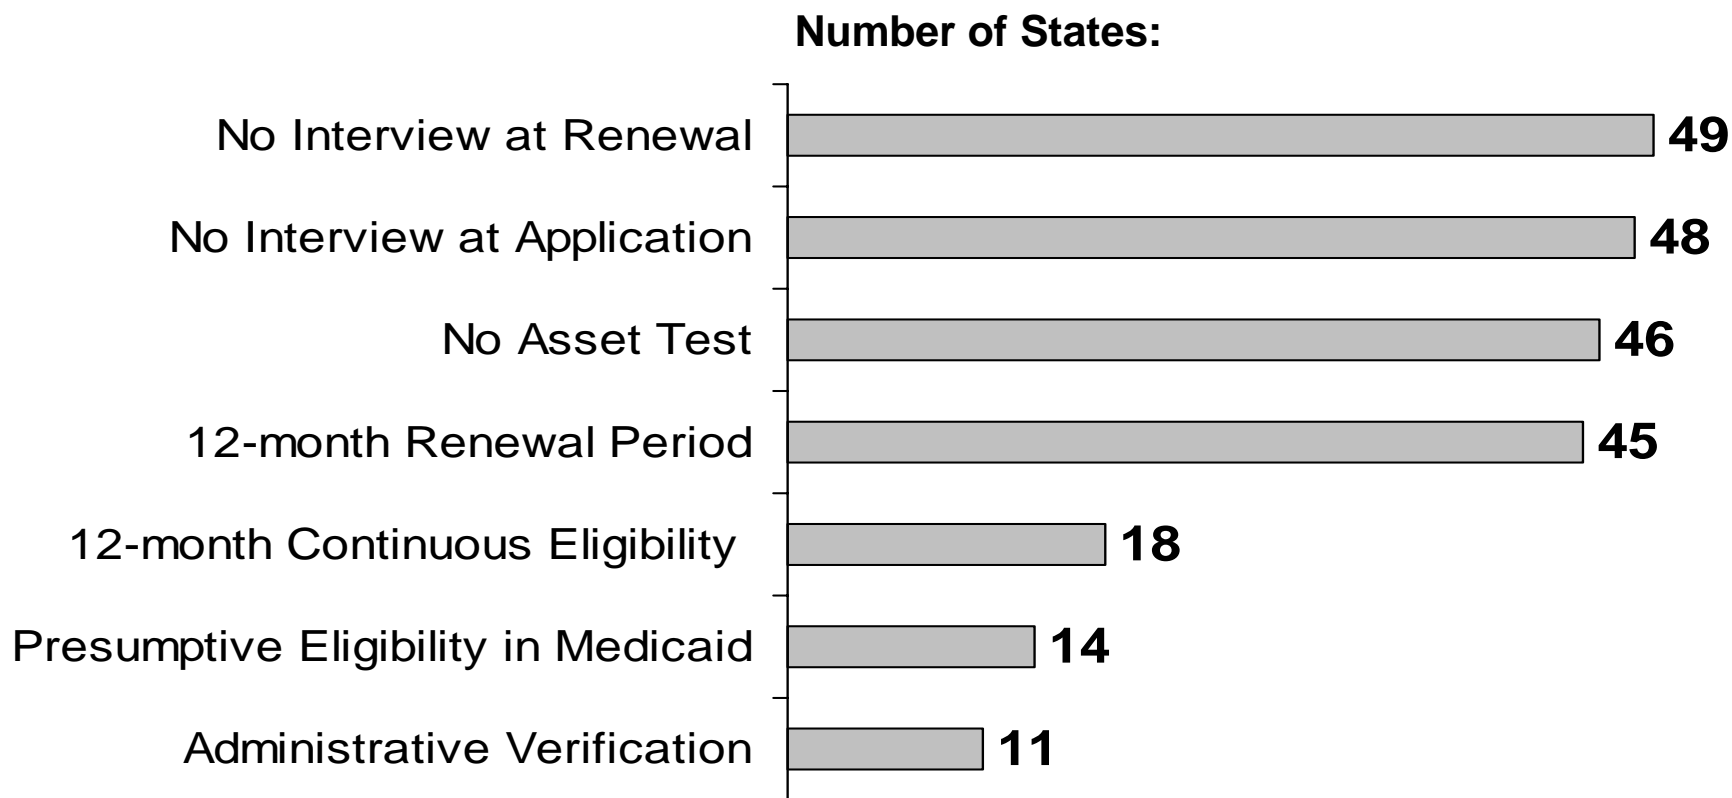 Number of States:
No Interview at Renewal 49
No Interview at Application 48
No Asset Test 46
12-month Renewal Period 45
12-month Continuous Eligibility 18
Presumptive Eligibility in Medicaid 14
Administrative Verification 11